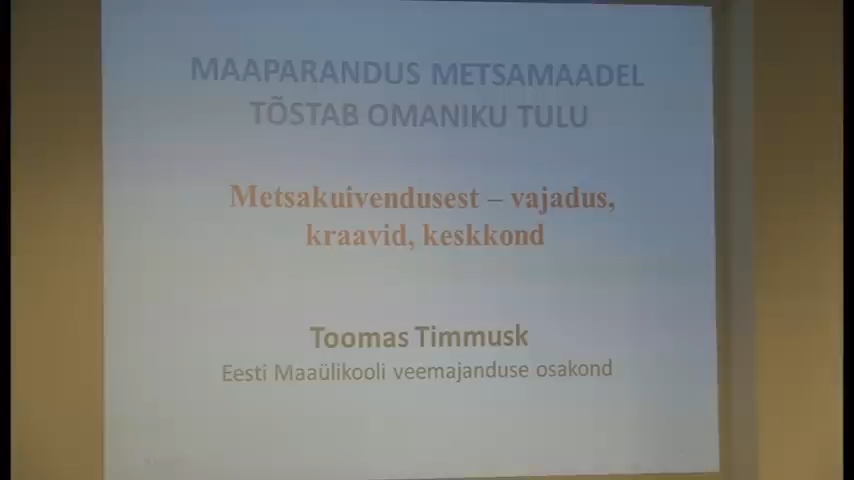 MAAPARANDUS METSAMAADEL
TÕSTAB OMANIKU TULU
Metsakuivendusest – vajadus,
kraavid, keskkond
Toomas Timmusk
Eesti Maaülikooli veemajanduse osakond